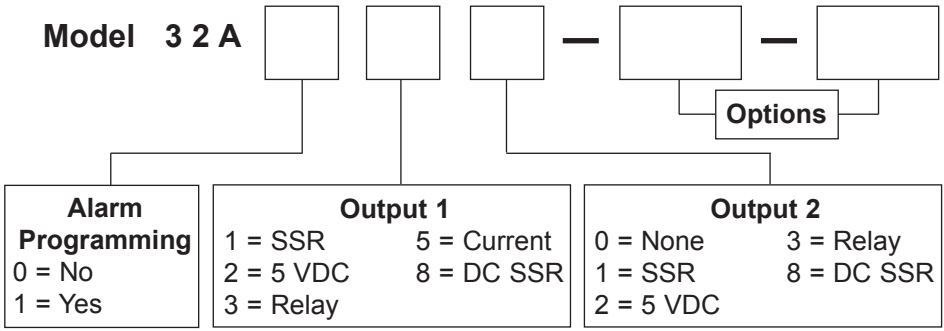 Model 3 2 A — —
Options
Alarm
Programming
0 = No
1 = Yes
Output 1
1 = SSR 5 = Current
2 = 5 VDC 8 = DC SSR
3 = Relay
Output 2
0 = None 3 = Relay
1 = SSR 8 = DC SSR
2 = 5 VDC